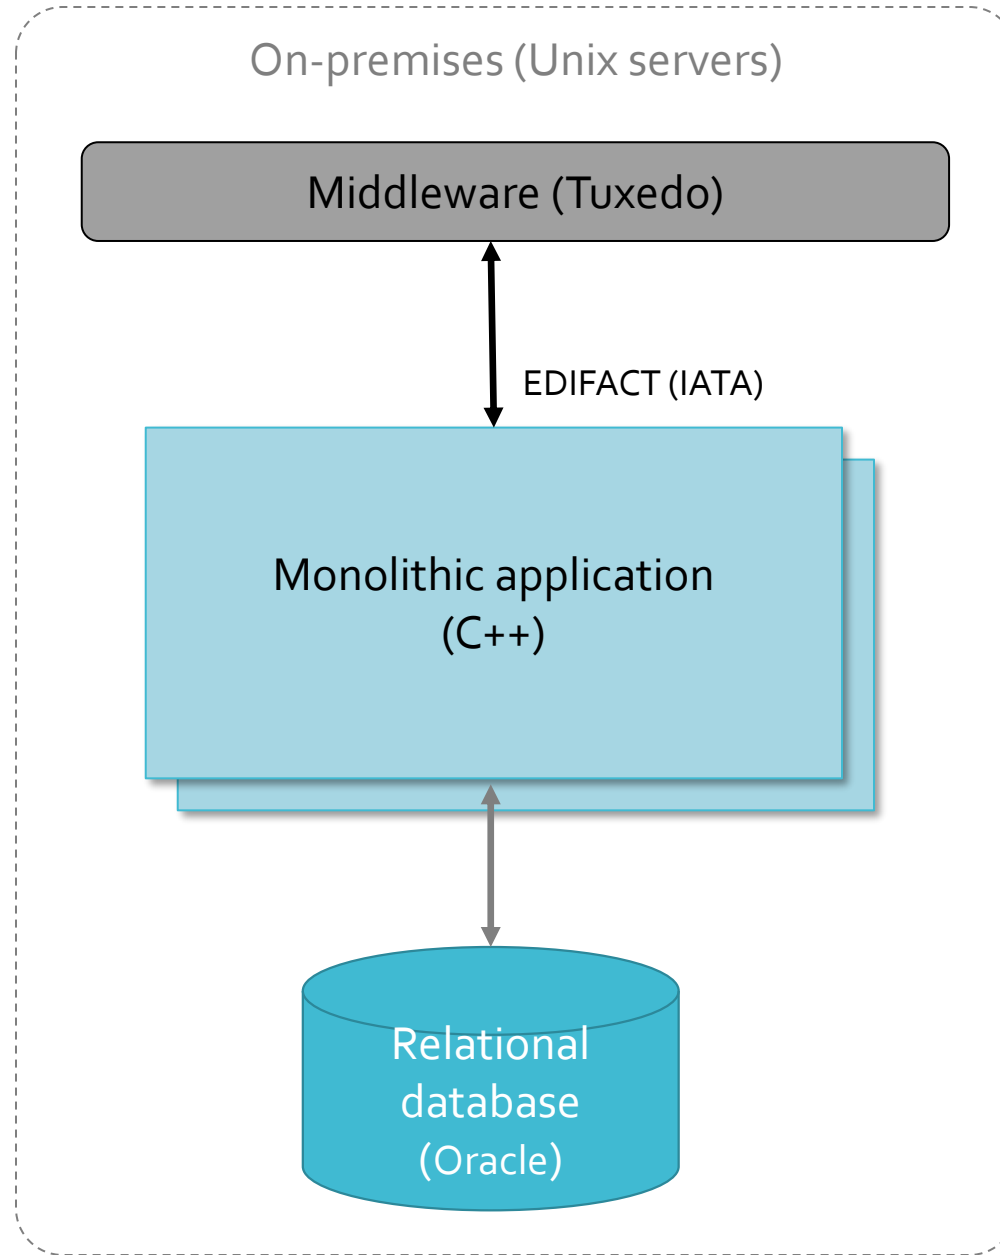 On-premises (Unix servers)
Middleware (Tuxedo)
EDIFACT (IATA)
Monolithic application
(C++)
Relational
database
(Oracle)